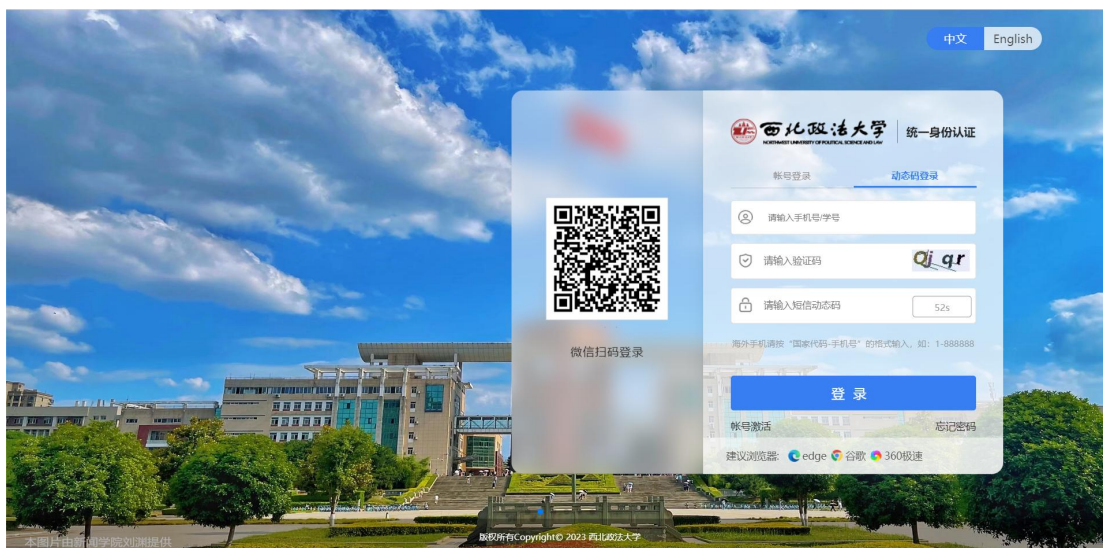 中文 English
西北政法大学 统一身份认证
NORTHWEST UNIVERSITY OF POLITICAL SCIENCE AND LAW
帐号登录 动态码登录
请输入手机号/学号
请输入验证码 Qj qr
请输入短信动态码 52s
海外手机请按 "国家代码-手机号" 的格式输入, 如: 1-888888
登 录
帐号激活 忘记密码
建议浏览器: edge 谷歌 360极速
微信扫码登录
版权所有Copyright© 2023 西北政法大学
本图片由新闻学院刘渊提供